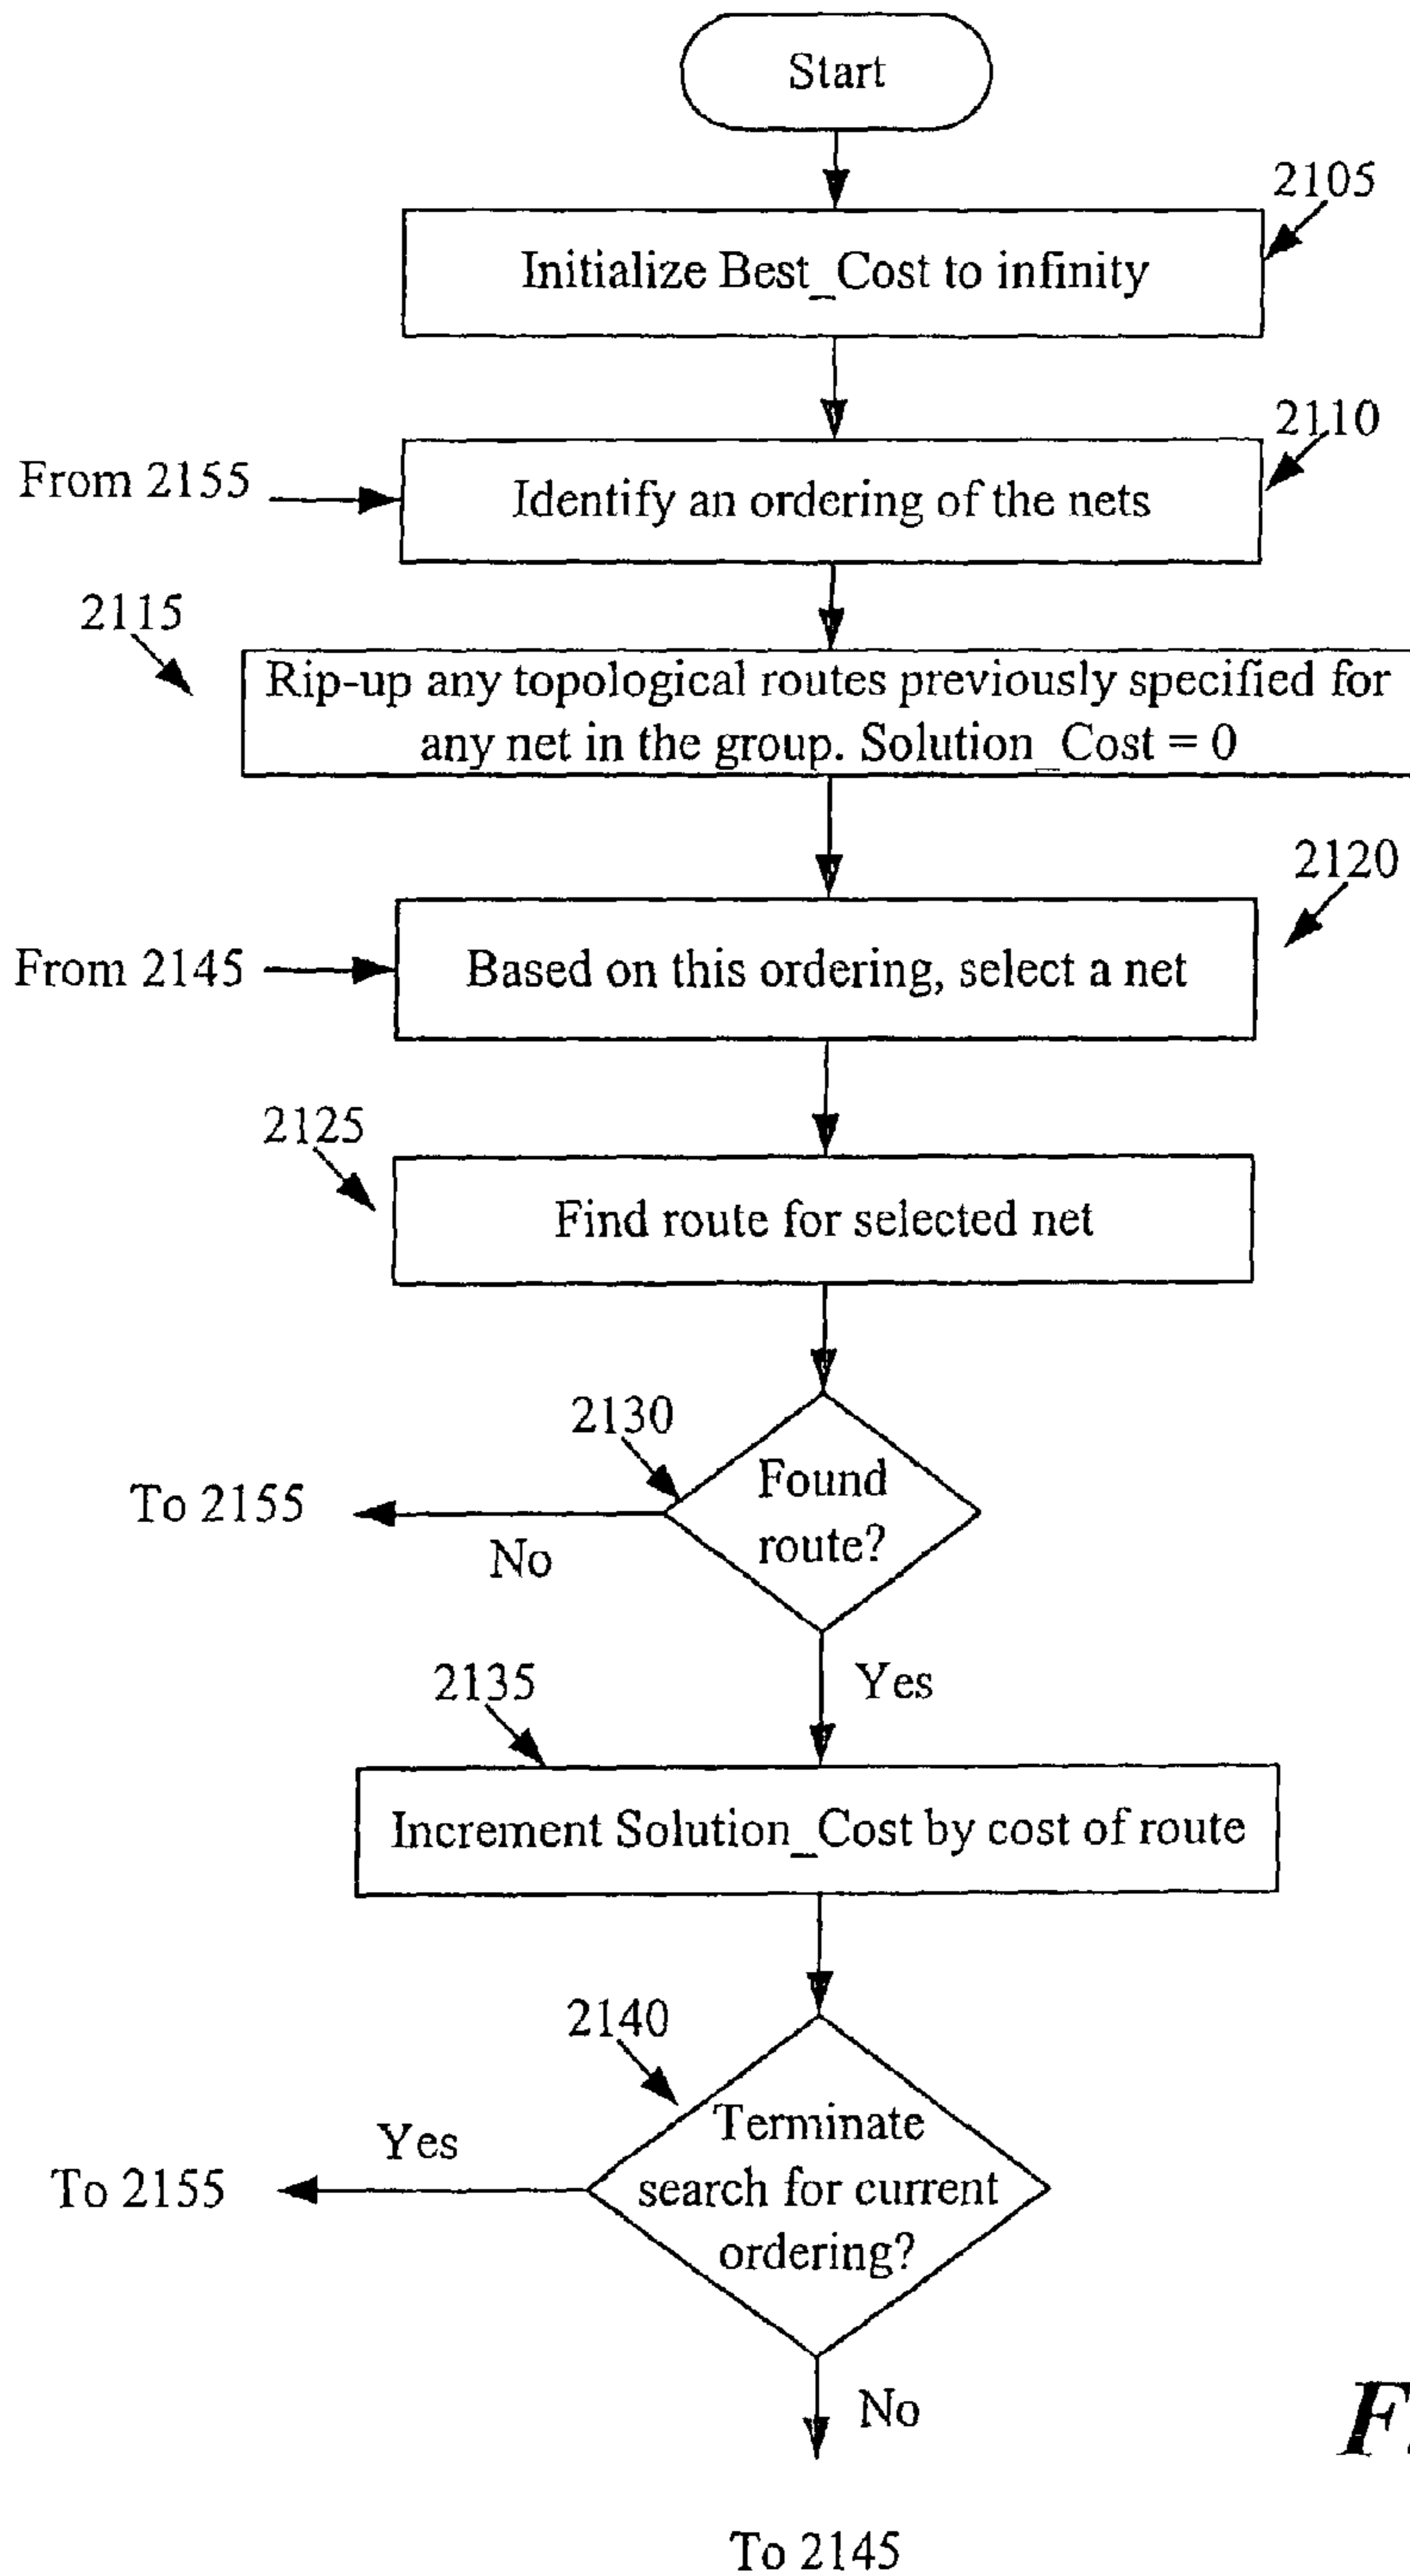 Start
2105
Initialize Best_Cost to infinity
2110
From 2155
Identify an ordering of the nets
2115
Rip-up any topological routes previously specified for
any net in the group. Solution_Cost = 0
2120
From 2145
Based on this ordering, select a net
2125
Find route for selected net
2130
Found
route?
To 2155
No
Yes
2135
Increment Solution_Cost by cost of route
2140
Terminate
search for current
ordering?
Yes
To 2155
No
To 2145